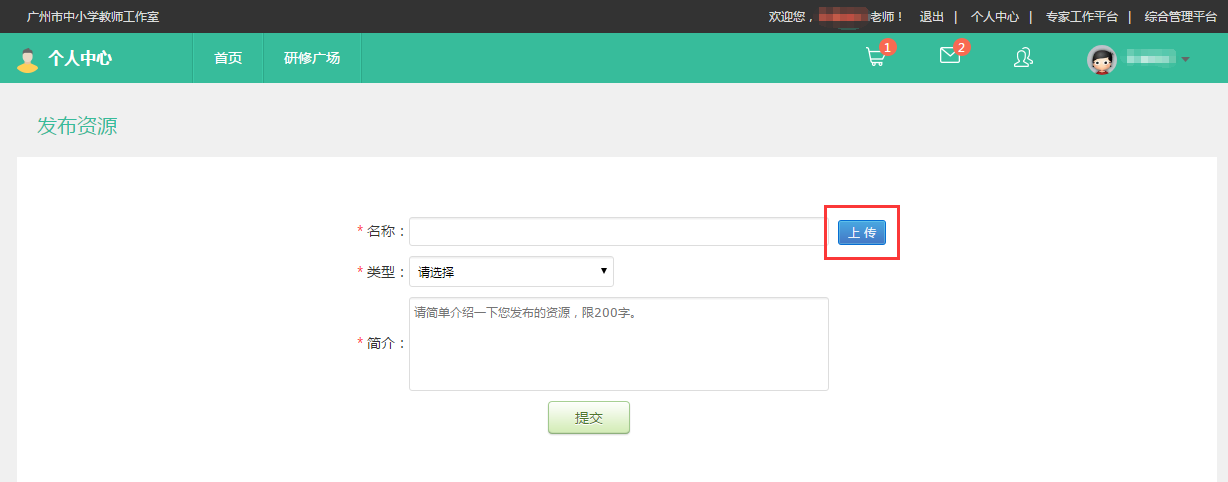 广州市中小学教师工作室
欢迎您，老师！ 退出 | 个人中心 | 专家工作平台 | 综合管理平台
个人中心 首页 研修广场 1 2
发布资源
* 名称： 上 传
* 类型： 请选择
请简单介绍一下您发布的资源，限200字。
* 简介：
提交